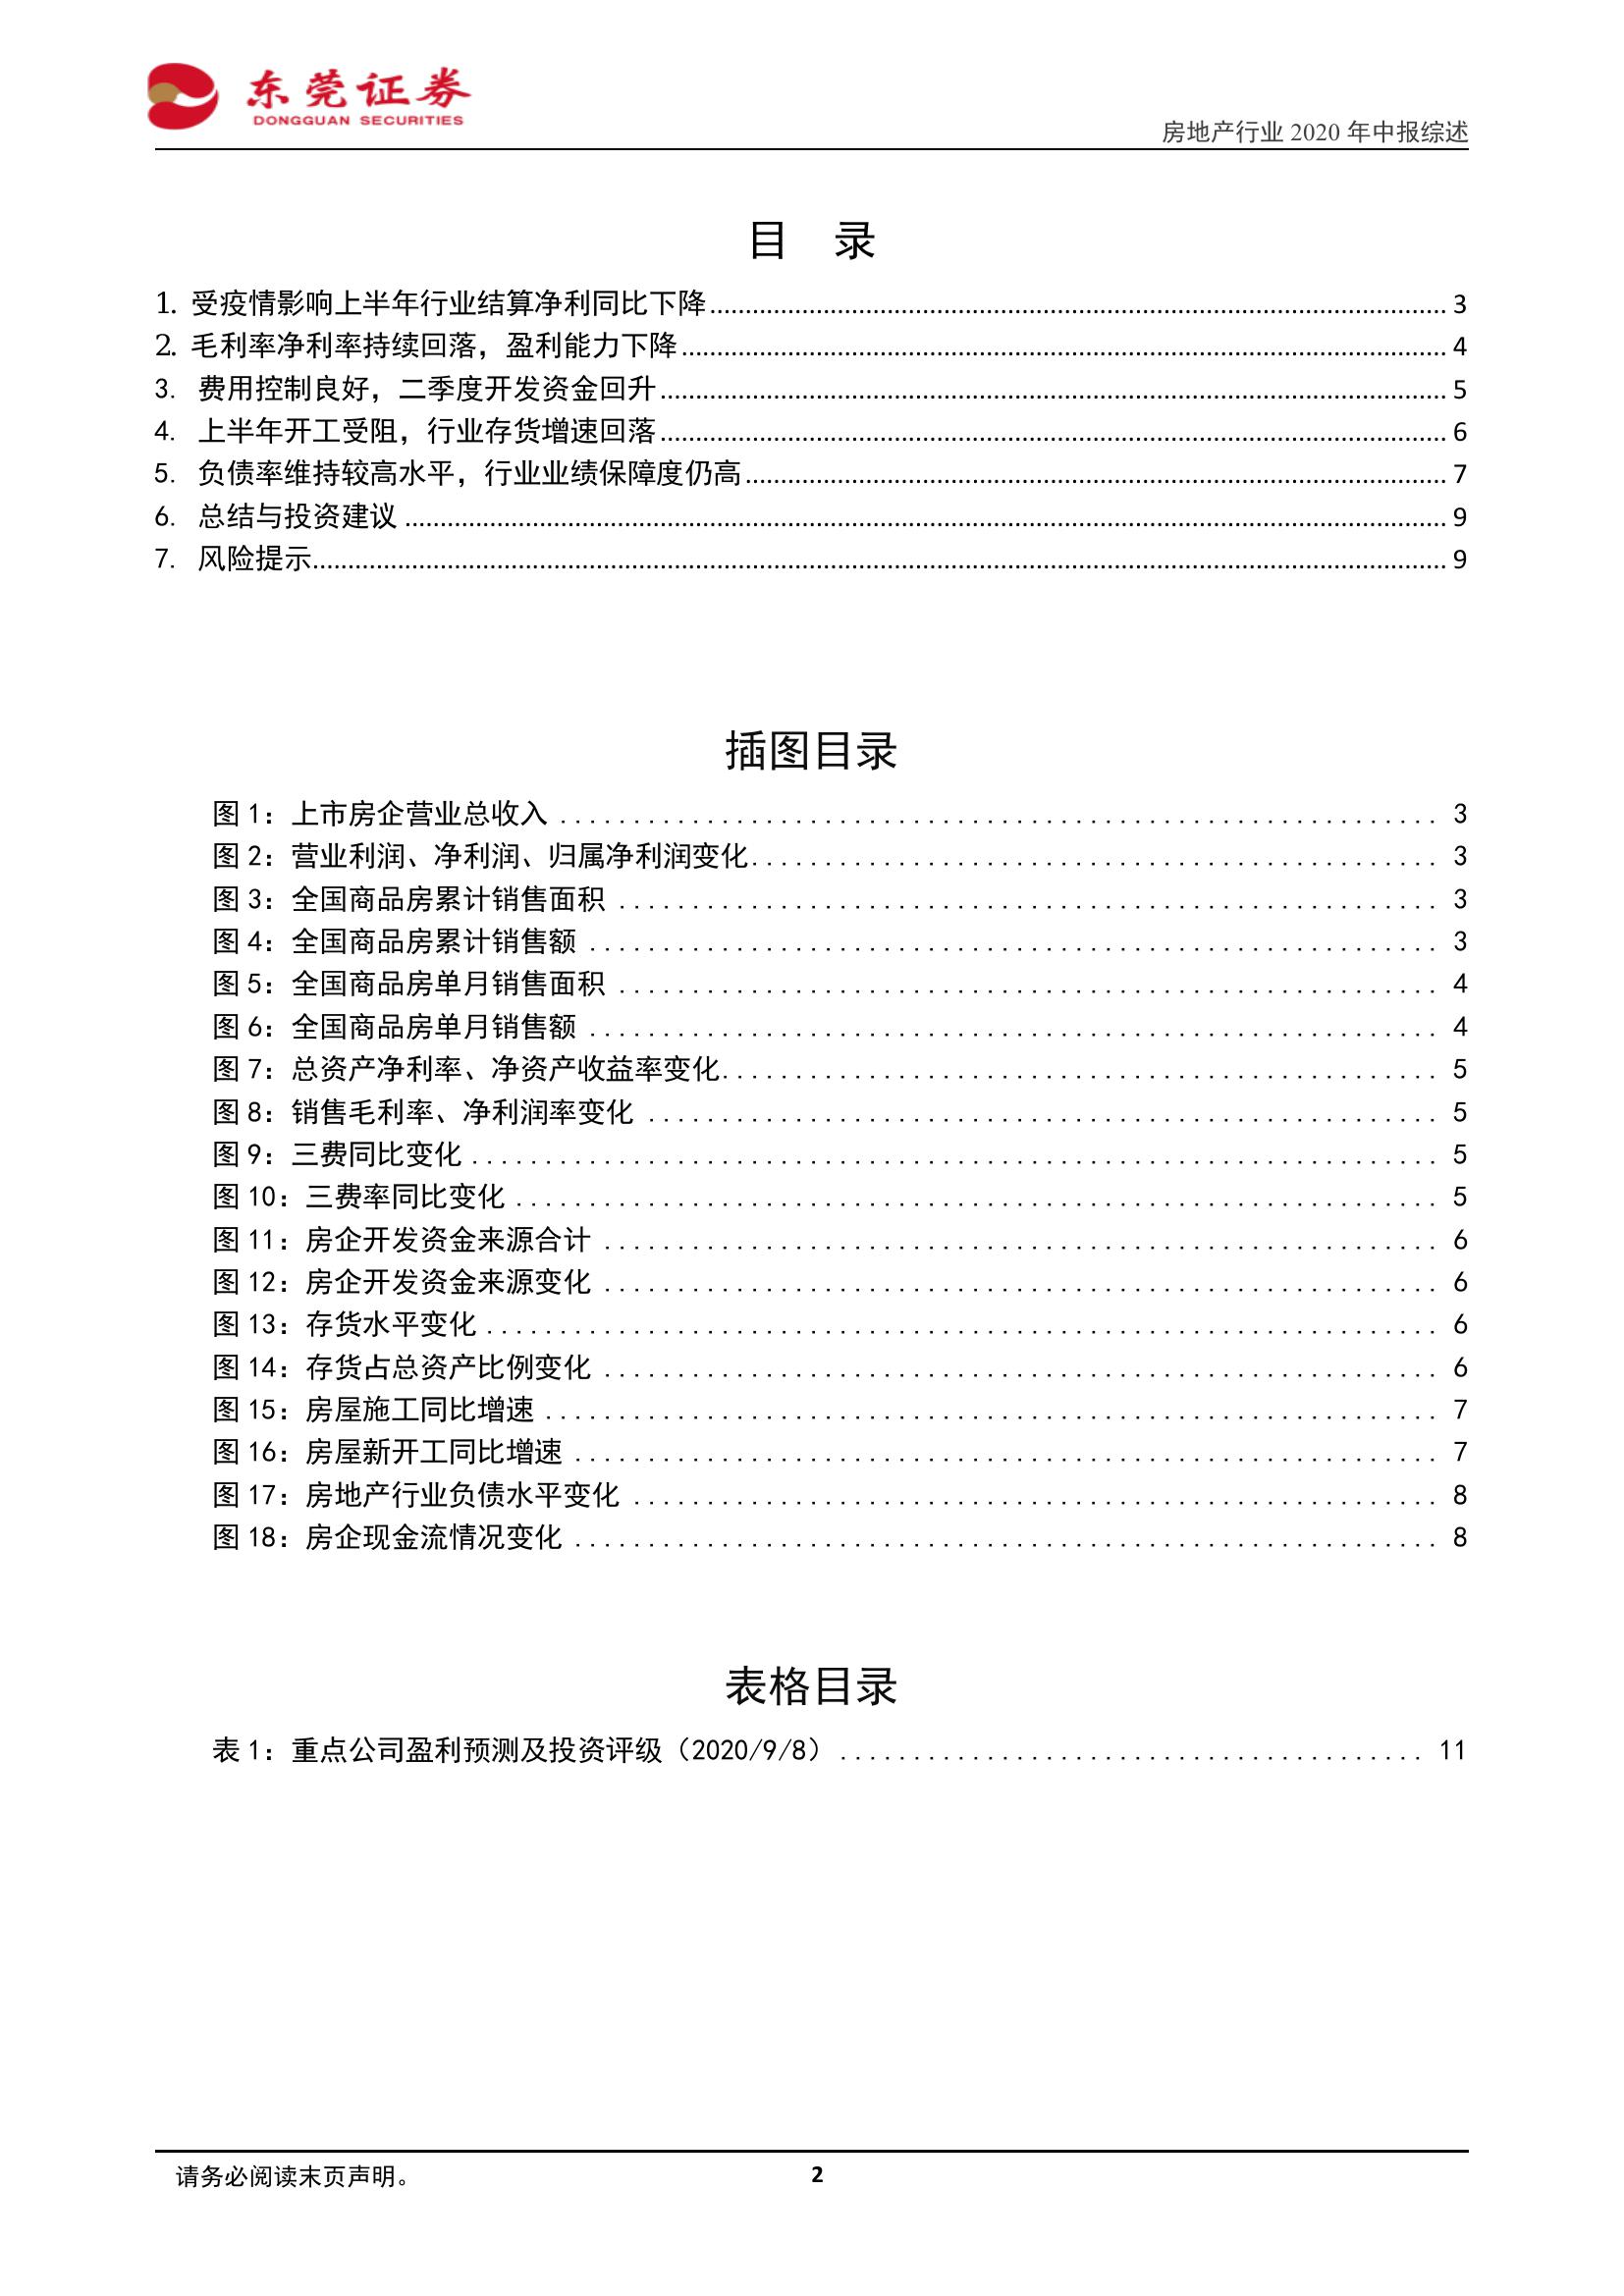 东莞证券
DONGGUAN SECURITIES
房地产行业 2020 年中报综述
目 录
1. 受疫情影响上半年行业结算净利同比下降 3
2. 毛利率净利率持续回落，盈利能力下降 4
3. 费用控制良好，二季度开发资金回升 5
4. 上半年开工受阻，行业存货增速回落 6
5. 负债率维持较高水平，行业业绩保障度仍高 7
6. 总结与投资建议 9
7. 风险提示 9
插图目录
图 1：上市房企营业总收入 3
图 2：营业利润、净利润、归属净利润变化 3
图 3：全国商品房累计销售面积 3
图 4：全国商品房累计销售额 3
图 5：全国商品房单月销售面积 4
图 6：全国商品房单月销售额 4
图 7：总资产净利率、净资产收益率变化 5
图 8：销售毛利率、净利润率变化 5
图 9：三费同比变化 5
图 10：三费率同比变化 5
图 11：房企开发资金来源合计 6
图 12：房企开发资金来源变化 6
图 13：存货水平变化 6
图 14：存货占总资产比例变化 6
图 15：房屋施工同比增速 7
图 16：房屋新开工同比增速 7
图 17：房地产行业负债水平变化 8
图 18：房企现金流情况变化 8
表格目录
表 1：重点公司盈利预测及投资评级（2020/9/8） 11
请务必阅读末页声明。
2